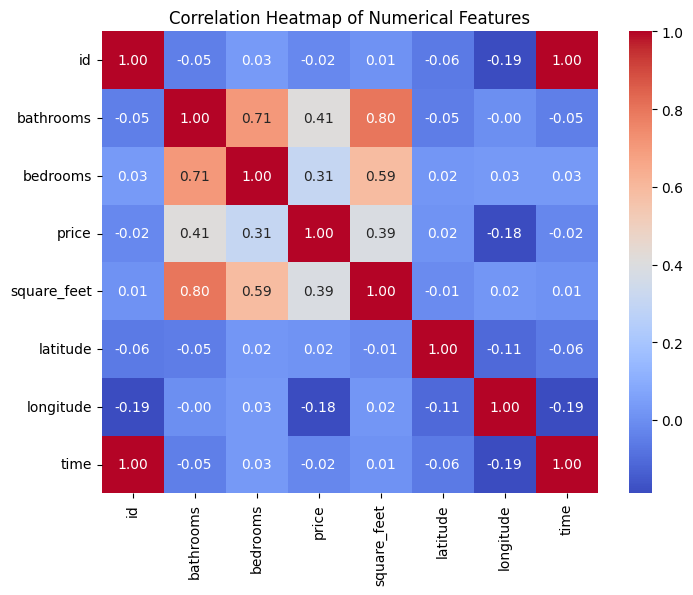 Correlation Heatmap of Numerical Features
id 1.00 -0.05 0.03 -0.02 0.01 -0.06 -0.19 1.00
bathrooms -0.05 1.00 0.71 0.41 0.80 -0.05 -0.00 -0.05
bedrooms 0.03 0.71 1.00 0.31 0.59 0.02 0.03 0.03
price -0.02 0.41 0.31 1.00 0.39 0.02 -0.18 -0.02
square_feet 0.01 0.80 0.59 0.39 1.00 -0.01 0.02 0.01
latitude -0.06 -0.05 0.02 0.02 -0.01 1.00 -0.11 -0.06
longitude -0.19 -0.00 0.03 -0.18 0.02 -0.11 1.00 -0.19
time 1.00 -0.05 0.03 -0.02 0.01 -0.06 -0.19 1.00
id bathrooms bedrooms price square_feet latitude longitude time
1.0
0.8
0.6
0.4
0.2
0.0